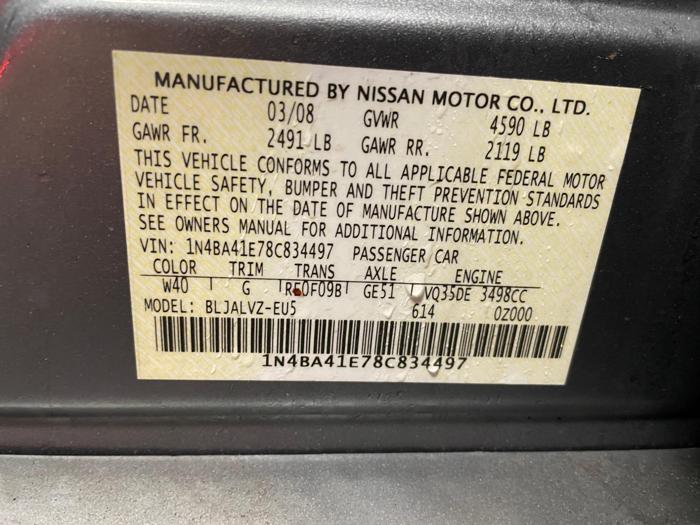 MANUFACTURED BY NISSAN MOTOR CO., LTD.
DATE 03/08 GVWR 4590 LB
GAWR FR. 2491 LB GAWR RR. 2119 LB
THIS VEHICLE CONFORMS TO ALL APPLICABLE FEDERAL MOTOR
VEHICLE SAFETY, BUMPER AND THEFT PREVENTION STANDARDS
IN EFFECT ON THE DATE OF MANUFACTURE SHOWN ABOVE.
SEE OWNERS MANUAL FOR ADDITIONAL INFORMATION.
VIN: 1N4BA41E78C834497 PASSENGER CAR
COLOR TRIM TRANS AXLE ENGINE
W40 G RE0F09B GE51 VQ35DE 3498CC
MODEL: BLJALVZ-EU5 614 0Z000
1N4BA41E78C834497